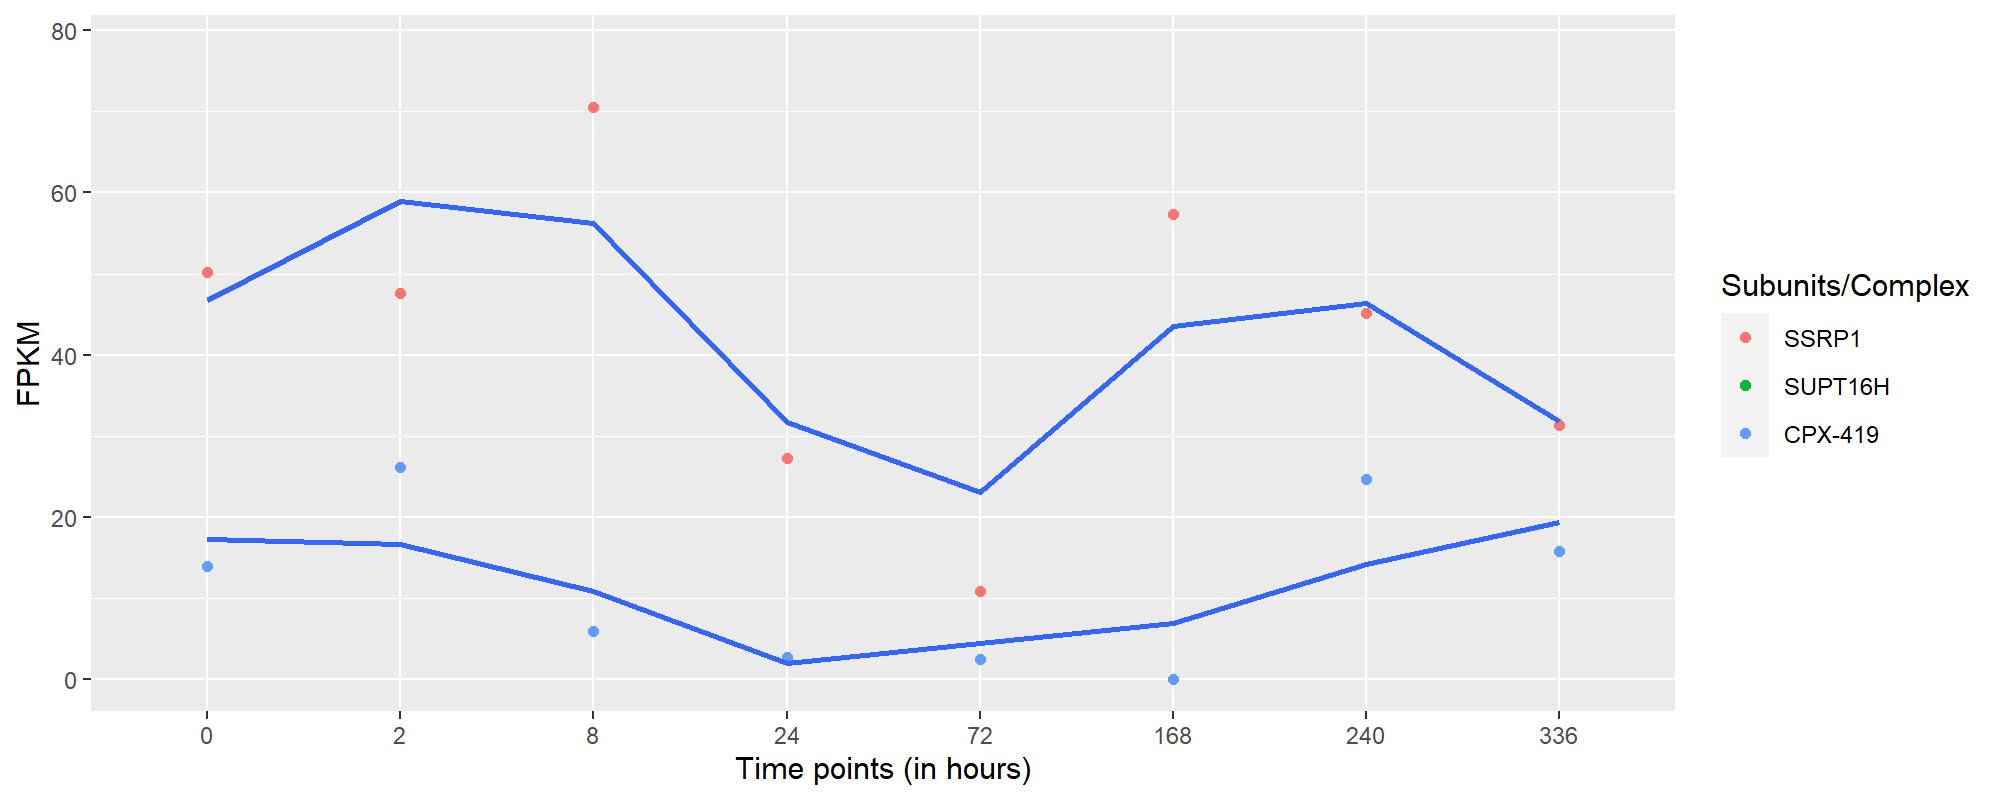 80
60
40
20
0
FPKM
0 2 8 24 72 168 240 336
Time points (in hours)
Subunits/Complex
SSRP1
SUPT16H
CPX-419